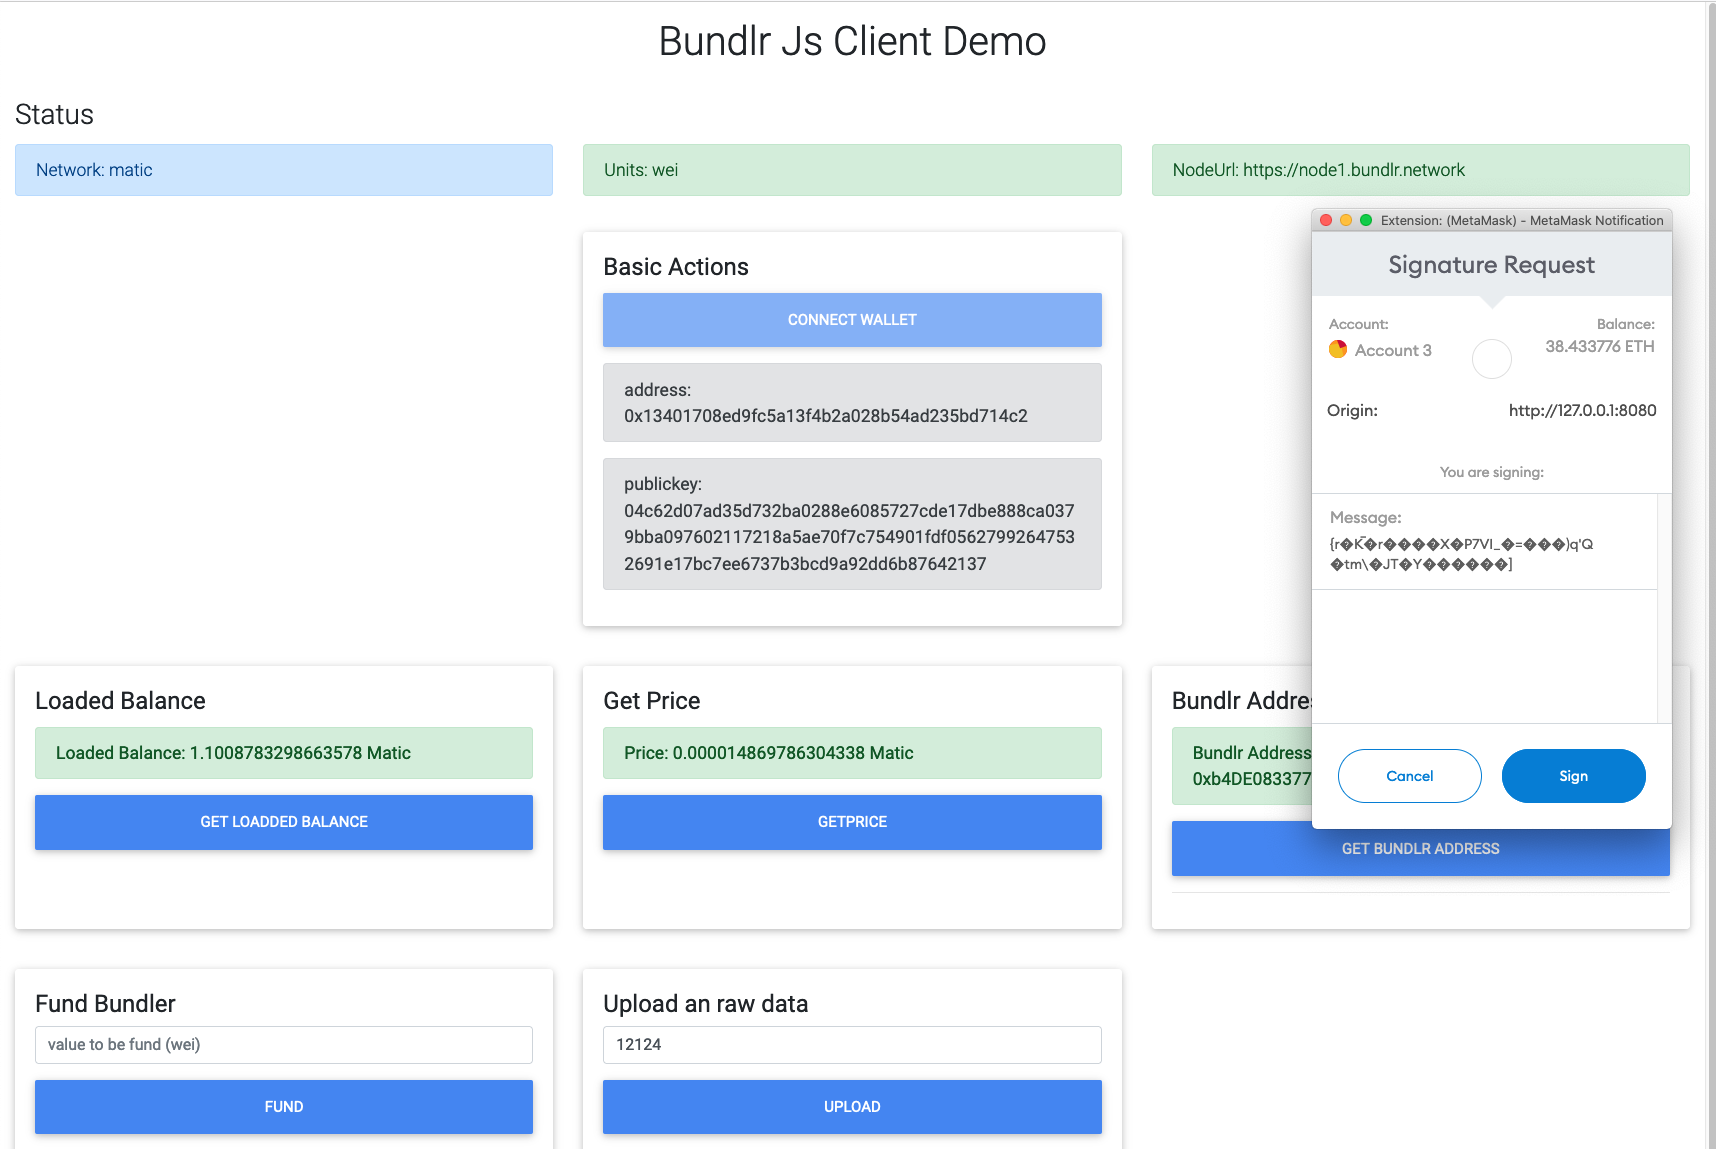 Bundlr Js Client Demo
Status
Network: matic
Units: wei
NodeUrl: https://node1.bundlr.network
Basic Actions
CONNECT WALLET
address:
0x13401708ed9fc5a13f4b2a028b54ad235bd714c2
publickey:
04c62d07ad35d732ba0288e6085727cde17dbe888ca037
9bba097602117218a5ae70f7c754901fdf0562799264753
2691e17bc7ee6737b3bcd9a92dd6b87642137
Extension: (MetaMask) - MetaMask Notification
Signature Request
Account:
Account 3
Balance:
38.433776 ETH
Origin:
http://127.0.0.1:8080
You are signing:
Message:
{r�K̄�r����X�P7VI_�=���)q'Q
�tm\�JT�Y������]
Cancel
Sign
Loaded Balance
Loaded Balance: 1.1008783298663578 Matic
GET LOADDED BALANCE
Get Price
Price: 0.000014869786304338 Matic
GETPRICE
Bundlr Addre
Bundlr Address
0xb4DE083377
GET BUNDLR ADDRESS
Fund Bundler
value to be fund (wei)
FUND
Upload an raw data
12124
UPLOAD